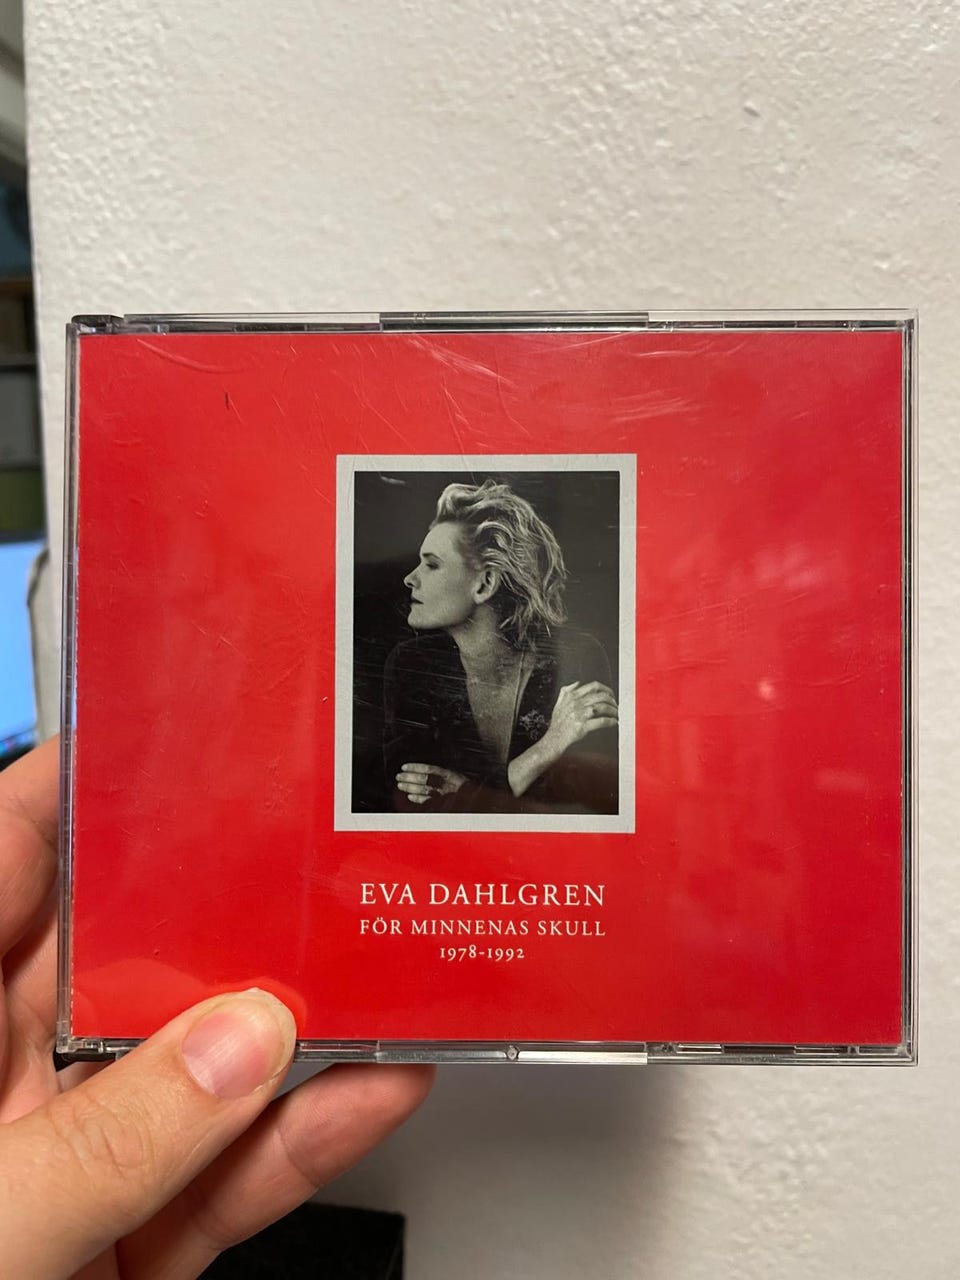 EVA DAHLGREN
FÖR MINNENAS SKULL
1978-1992